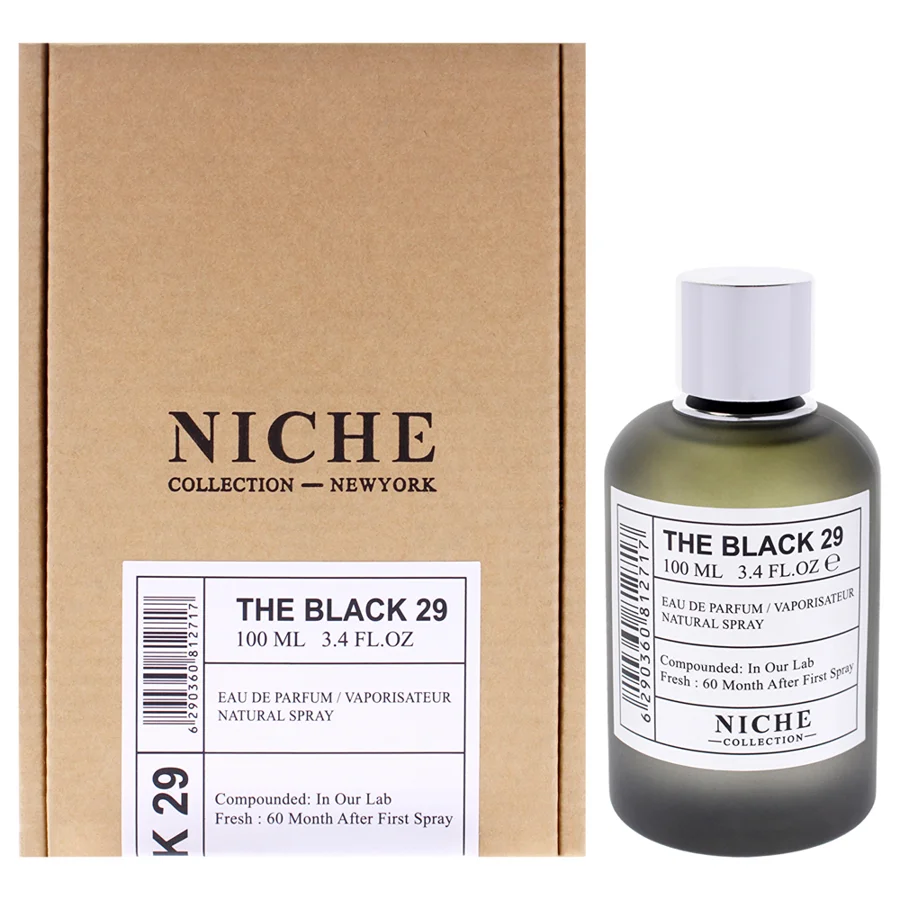 NICHE
COLLECTION — NEWYORK
THE BLACK 29
100 ML 3.4 FL.OZ
EAU DE PARFUM / VAPORISATEUR
NATURAL SPRAY
Compounded: In Our Lab
Fresh : 60 Month After First Spray
6 290360 812717
K 29
THE BLACK 29
100 ML 3.4 FL.OZ ℮
EAU DE PARFUM / VAPORISATEUR
NATURAL SPRAY
Compounded: In Our Lab
Fresh : 60 Month After First Spray
6 290360 812717
NICHE
—COLLECTION—